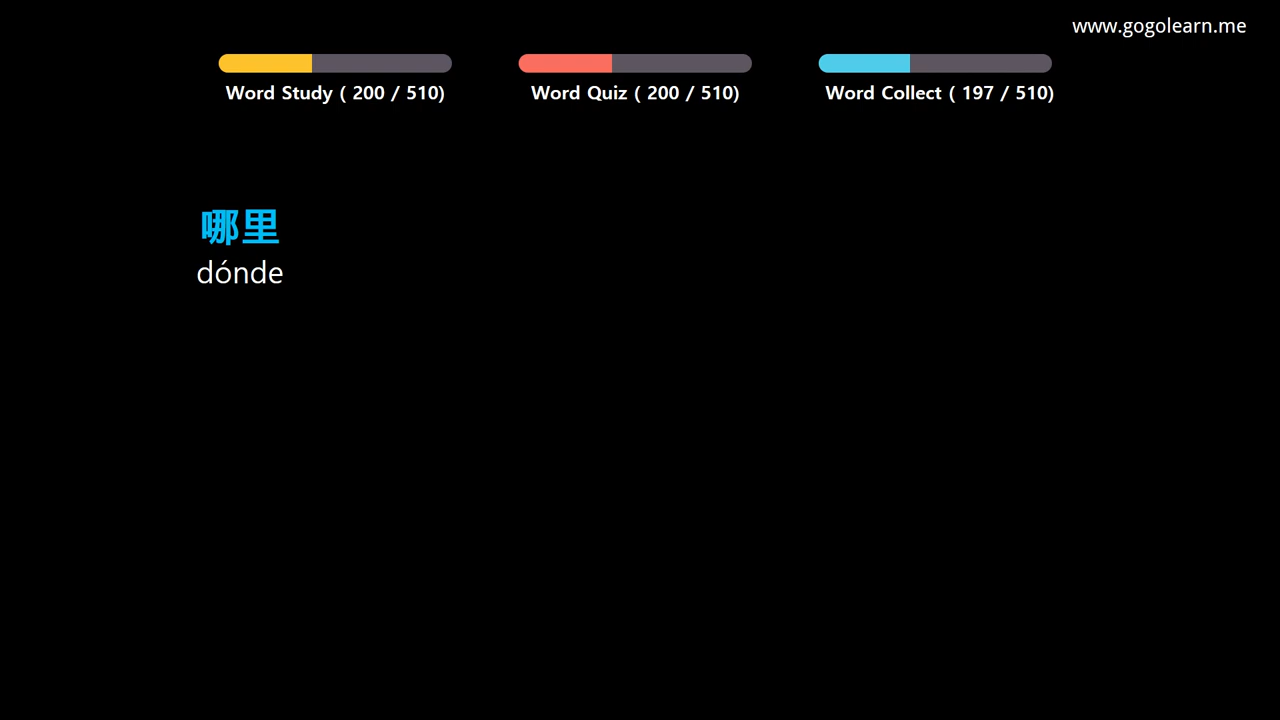 www.gogolearn.me
Word Study ( 200 / 510)
Word Quiz ( 200 / 510)
Word Collect ( 197 / 510)
哪里
dónde